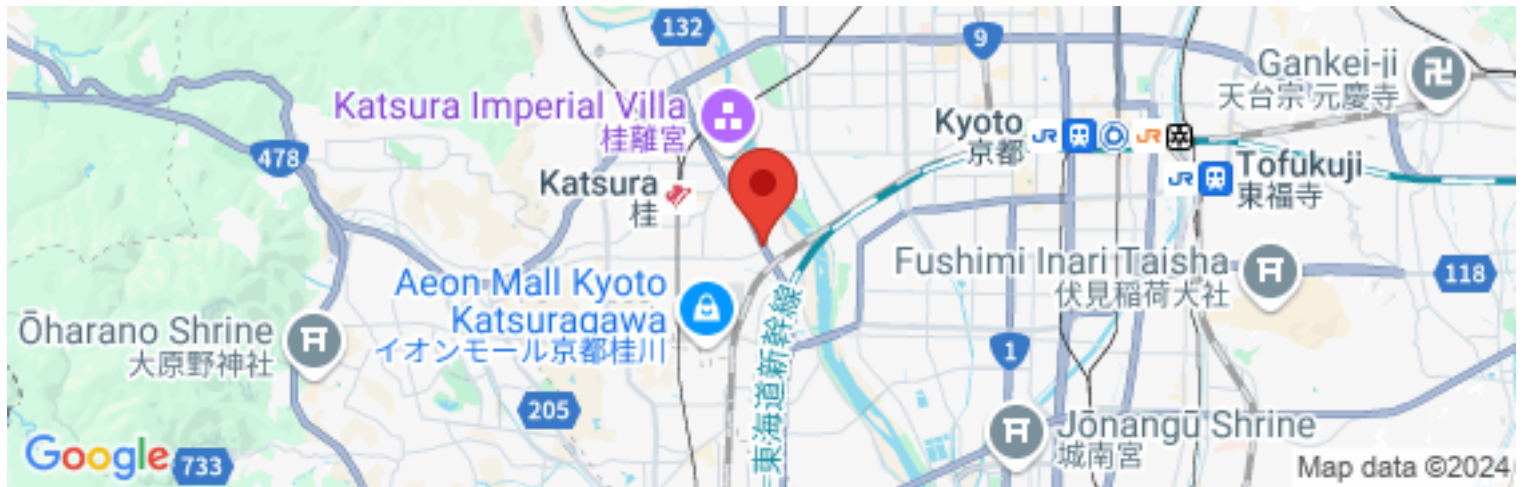 132
9
Gankei-ji
天台宗 元慶寺
Katsura Imperial Villa
桂離宮
Kyoto
京都
JR
JR
478
Katsura
桂
JR
Tofukuji
東福寺
Fushimi Inari Taisha
伏見稲荷大社
118
Aeon Mall Kyoto
Katsuragawa
イオンモール京都桂川
Ōharano Shrine
大原野神社
東海道新幹線
1
205
Jōnangū Shrine
城南宮
Google
733
Map data ©2024